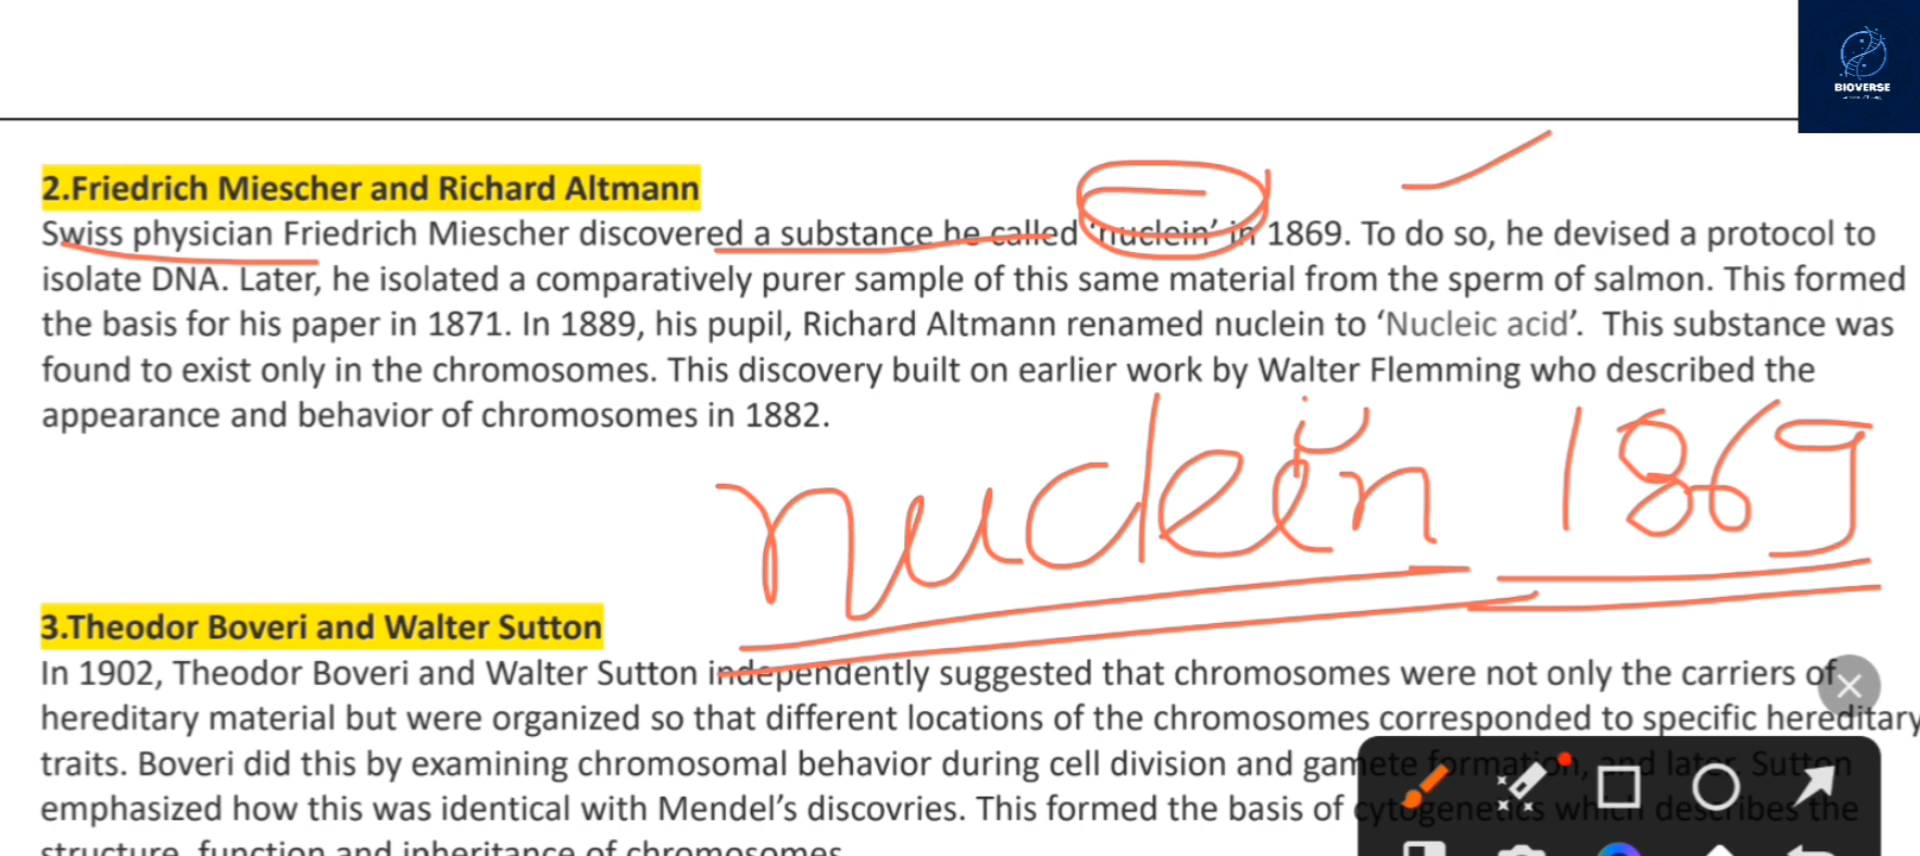 BIOVERSE
2.Friedrich Miescher and Richard Altmann
Swiss physician Friedrich Miescher discovered a substance he called ‘nuclein’ in 1869. To do so, he devised a protocol to
isolate DNA. Later, he isolated a comparatively purer sample of this same material from the sperm of salmon. This formed
the basis for his paper in 1871. In 1889, his pupil, Richard Altmann renamed nuclein to ‘Nucleic acid’. This substance was
found to exist only in the chromosomes. This discovery built on earlier work by Walter Flemming who described the
appearance and behavior of chromosomes in 1882.
nuclein 1869
3.Theodor Boveri and Walter Sutton
In 1902, Theodor Boveri and Walter Sutton independently suggested that chromosomes were not only the carriers of
hereditary material but were organized so that different locations of the chromosomes corresponded to specific hereditary
traits. Boveri did this by examining chromosomal behavior during cell division and gamete formation, and later, Sutton
emphasized how this was identical with Mendel’s discovries. This formed the basis of cytogenetics which describes the
structure, function and inheritance of chromosomes.